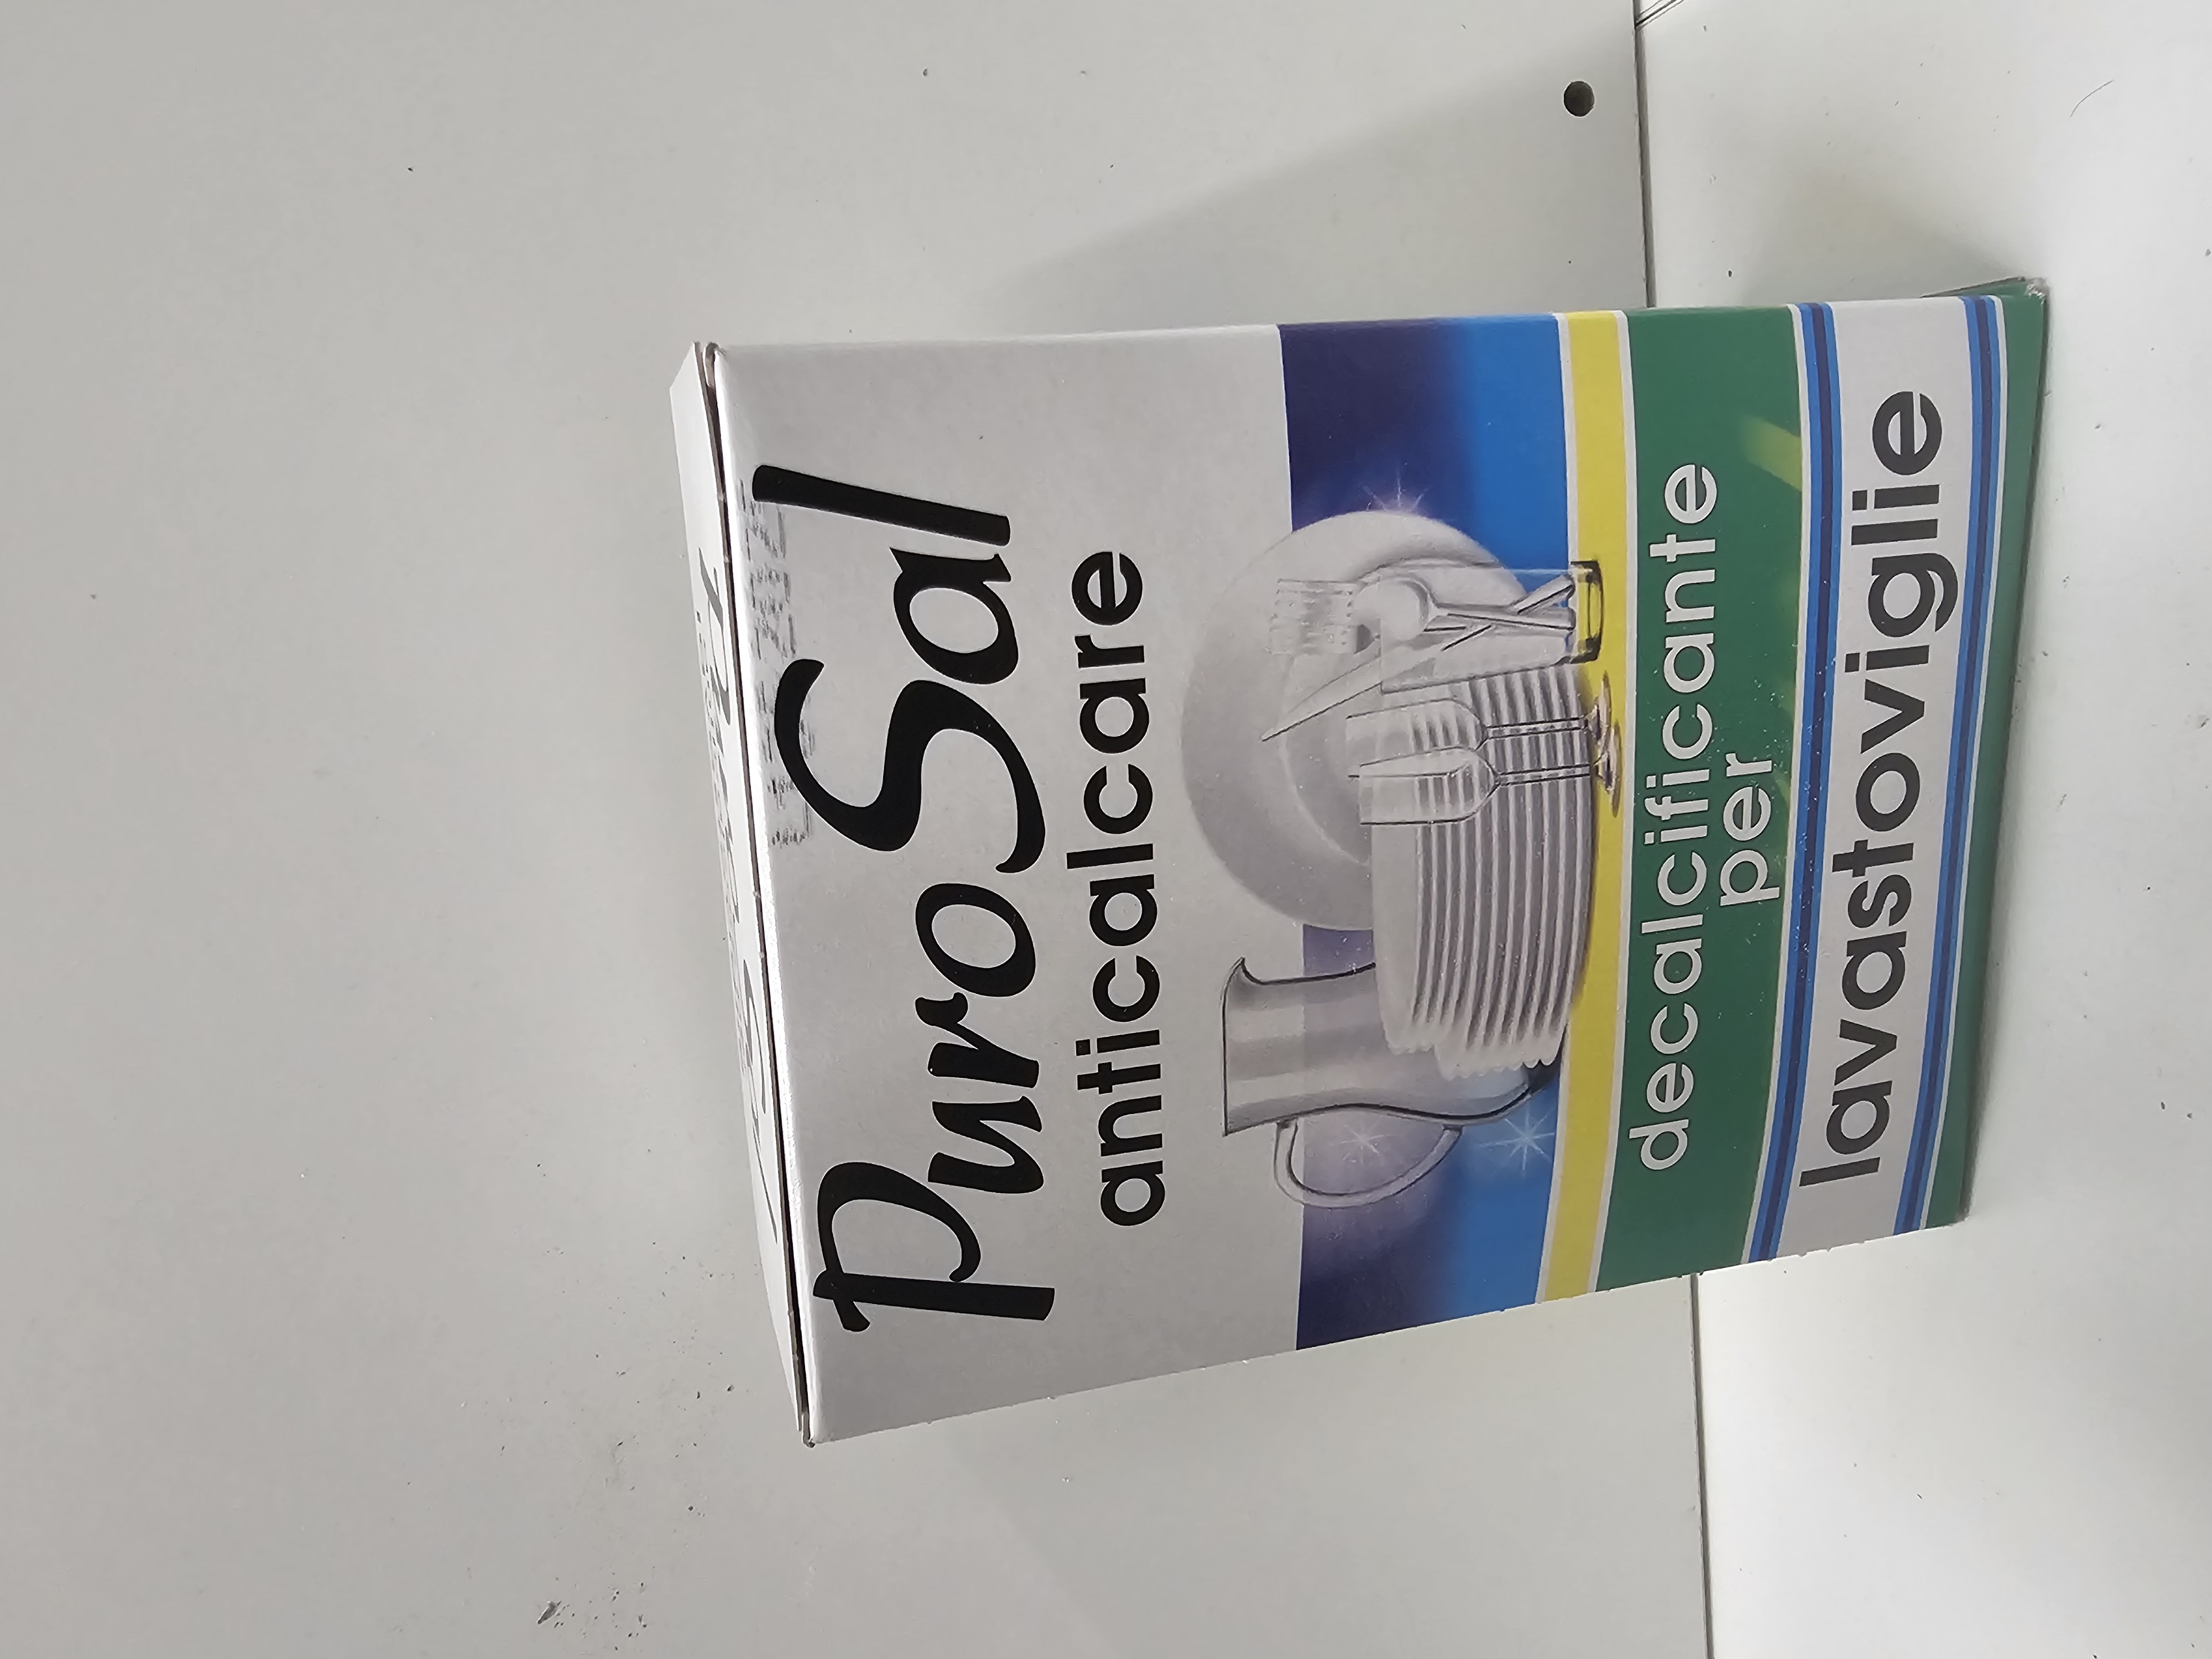 PuroSal
anticalcare
decalcificante
per
lavastoviglie